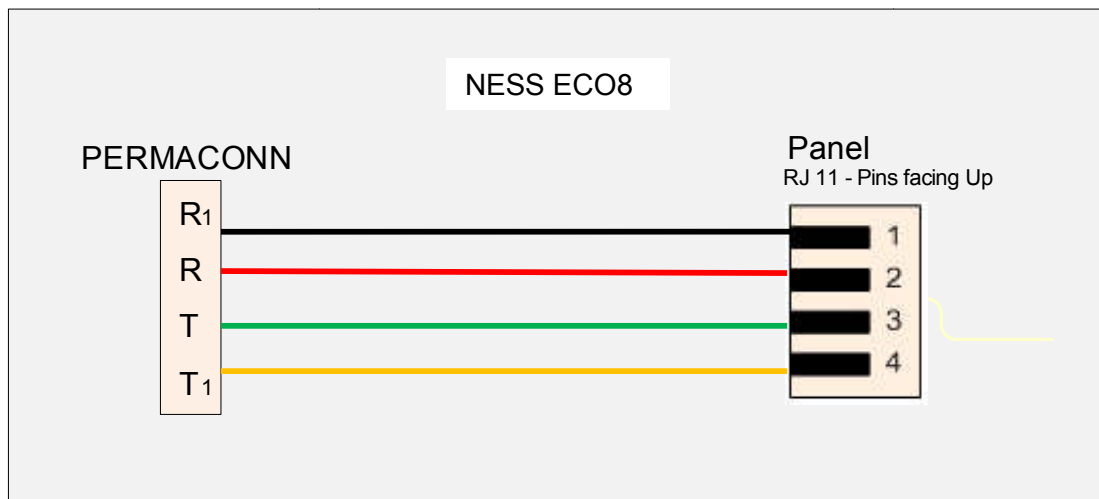 NESS ECO8
PERMACONN
Panel
RJ 11 - Pins facing Up
R1
R
T
T1
1
2
3
4